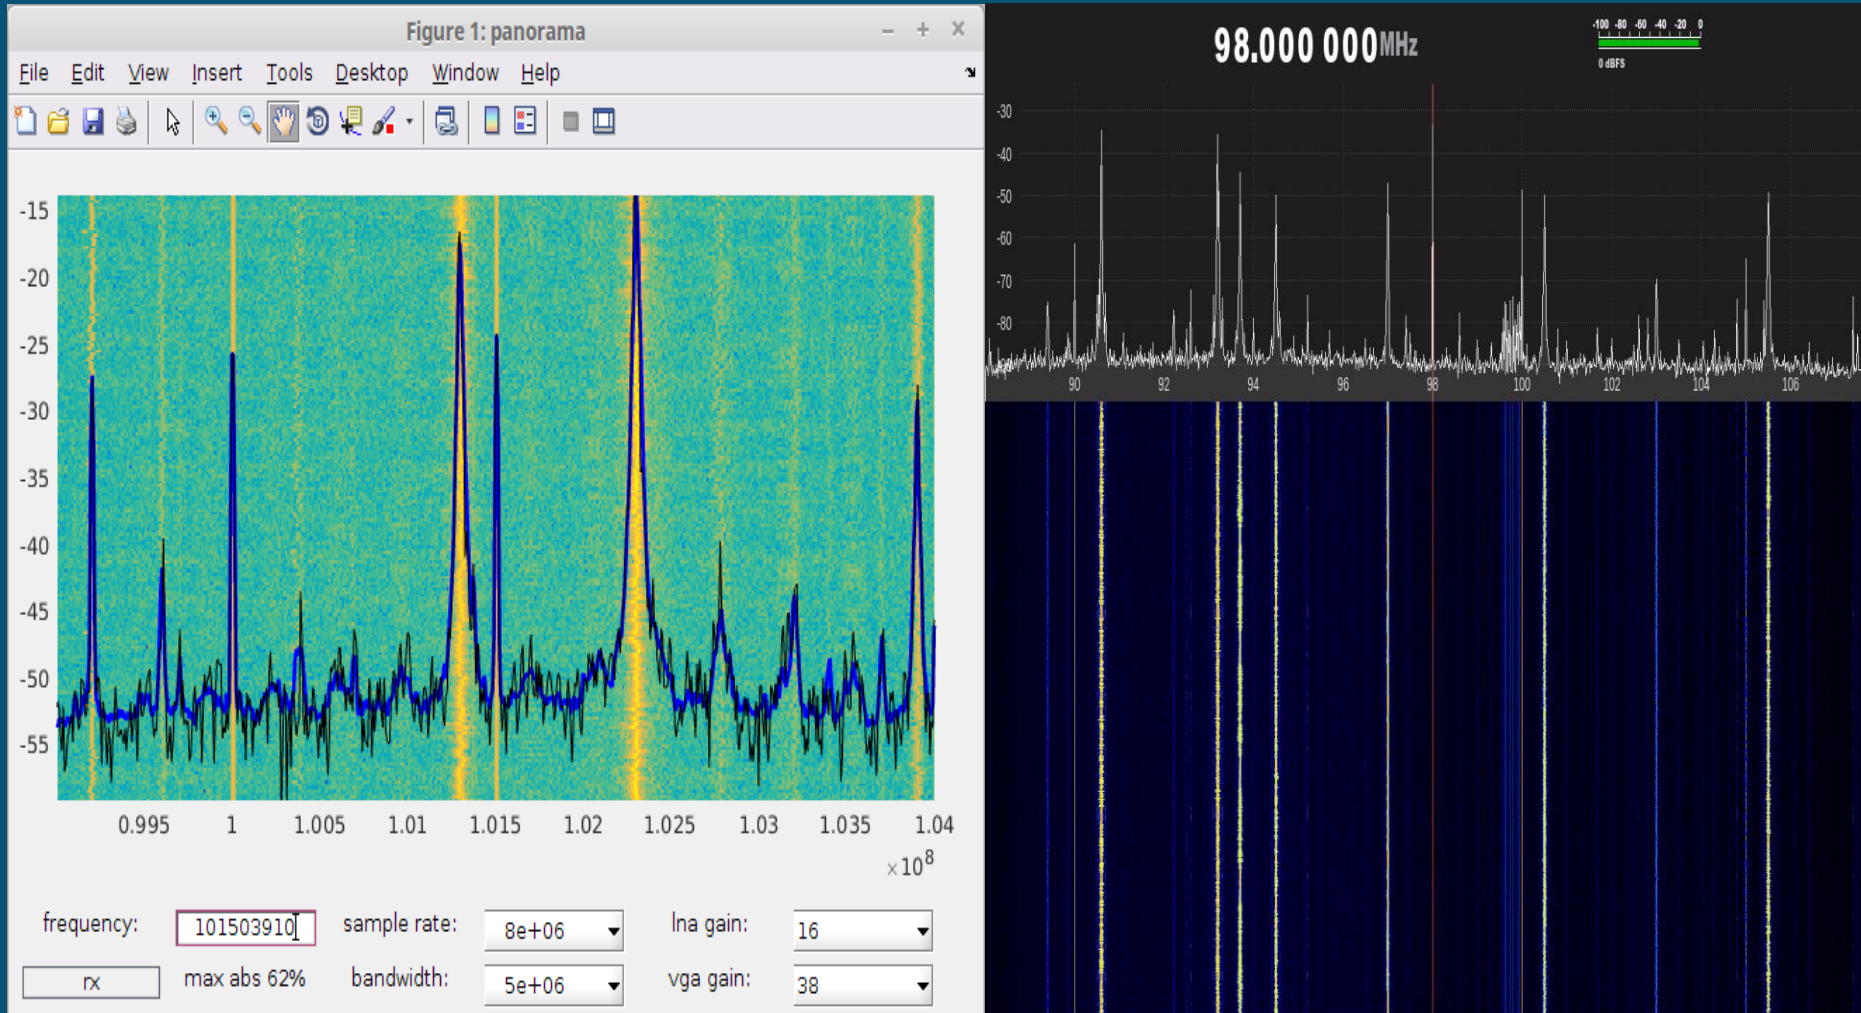 Figure 1: panorama
File Edit View Insert Tools Desktop Window Help
-15
-20
-25
-30
-35
-40
-45
-50
-55
0.995 1 1.005 1.01 1.015 1.02 1.025 1.03 1.035 1.04
×10⁸
frequency: 101503910 sample rate: 8e+06 lna gain: 16
rx max abs 62% bandwidth: 5e+06 vga gain: 38
98.000 000MHz
-100 -80 -60 -40 -20 0
0 dBFS
-30
-40
-50
-60
-70
-80
90 92 94 96 98 100 102 104 106